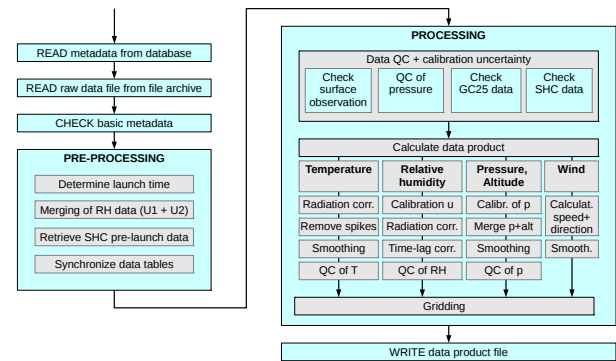 READ metadata from database
READ raw data file from file archive
CHECK basic metadata
PRE-PROCESSING
Determine launch time
Merging of RH data (U1 + U2)
Retrieve SHC pre-launch data
Synchronize data tables
PROCESSING
Data QC + calibration uncertainty
Check
surface
observation
QC of
pressure
Check
GC25 data
Check
SHC data
Calculate data product
Temperature
Radiation corr.
Remove spikes
Smoothing
QC of T
Relative
humidity
Calibration u
Radiation corr.
Time-lag corr.
QC of RH
Pressure,
Altitude
Calibr. of p
Merge p+alt
Smoothing
QC of p
Wind
Calculat.
speed+
direction
Smooth.
Gridding
WRITE data product file